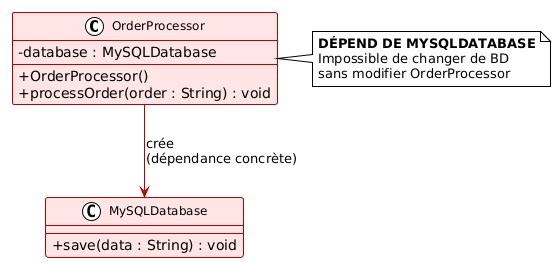 C OrderProcessor
-database : MySQLDatabase
+OrderProcessor()
+processOrder(order : String) : void
DÉPEND DE MYSQLDATABASE
Impossible de changer de BD
sans modifier OrderProcessor
crée
(dépendance concrète)
C MySQLDatabase
+save(data : String) : void